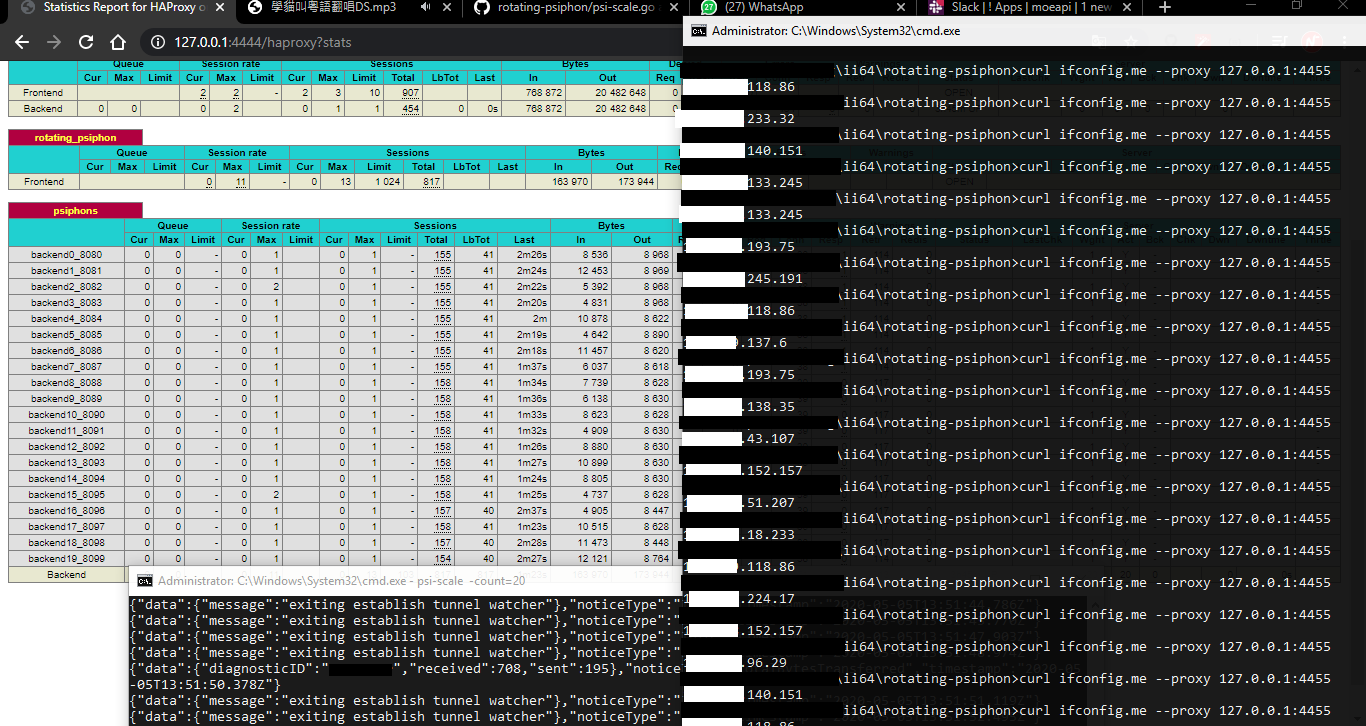 Statistics Report for HAProxy o
學貓叫粵語翻唱DS.mp3
rotating-psiphon/psi-scale.go a
(27) WhatsApp
Slack | ! Apps | moeapi | 1 new
127.0.0.1:4444/haproxy?stats
Queue Session rate Sessions Bytes
Cur Max Limit Cur Max Limit Cur Max Limit Total LbTot Last In Out Req
Frontend 2 2 - 2 3 10 907 768 872 20 482 648 0
Backend 0 0 0 2 0 1 1 454 0 0s 768 872 20 482 648 0
rotating_psiphon
Queue Session rate Sessions Bytes
Cur Max Limit Cur Max Limit Cur Max Limit Total LbTot Last In Out Rec
Frontend 0 11 - 0 13 1 024 817 163 970 173 944
psiphons
Queue Session rate Sessions Bytes
Cur Max Limit Cur Max Limit Cur Max Limit Total LbTot Last In Out
backend0_8080 0 0 - 0 1 0 1 - 155 41 2m26s 8 536 8 968
backend1_8081 0 0 - 0 1 0 1 - 155 41 2m24s 12 453 8 969
backend2_8082 0 0 - 0 2 0 1 - 155 41 2m22s 5 392 8 968
backend3_8083 0 0 - 0 1 0 1 - 155 41 2m20s 4 831 8 968
backend4_8084 0 0 - 0 1 0 1 - 155 41 2m 10 878 8 622
backend5_8085 0 0 - 0 1 0 1 - 155 41 2m19s 4 642 8 890
backend6_8086 0 0 - 0 1 0 1 - 155 41 2m18s 11 457 8 620
backend7_8087 0 0 - 0 1 0 1 - 155 41 1m37s 6 037 8 618
backend8_8088 0 0 - 0 1 0 1 - 158 41 1m34s 7 739 8 628
backend9_8089 0 0 - 0 1 0 1 - 158 41 1m36s 6 138 8 630
backend10_8090 0 0 - 0 1 0 1 - 158 41 1m33s 8 623 8 628
backend11_8091 0 0 - 0 1 0 1 - 158 41 1m32s 4 909 8 630
backend12_8092 0 0 - 0 1 0 1 - 158 41 1m26s 8 880 8 630
backend13_8093 0 0 - 0 1 0 1 - 158 41 1m27s 10 899 8 630
backend14_8094 0 0 - 0 1 0 1 - 158 41 1m24s 8 805 8 630
backend15_8095 0 0 - 0 2 0 1 - 158 41 1m25s 4 737 8 628
backend16_8096 0 0 - 0 1 0 1 - 157 40 2m37s 4 905 8 447
backend17_8097 0 0 - 0 1 0 1 - 158 41 1m23s 10 515 8 628
backend18_8098 0 0 - 0 1 0 1 - 157 40 2m28s 11 473 8 448
backend19_8099 0 0 - 0 1 0 1 - 154 40 2m27s 12 121 8 764
Backend
Administrator: C:\Windows\System32\cmd.exe - psi-scale -count=20
{"data":{"message":"exiting establish tunnel watcher"},"noticeType":"
{"data":{"message":"exiting establish tunnel watcher"},"noticeType":"
{"data":{"message":"exiting establish tunnel watcher"},"noticeType":"
{"data":{"message":"exiting establish tunnel watcher"},"noticeType":"
{"data":{"diagnosticID":" ","received":708,"sent":195},"notice
-05T13:51:50.378Z"}
{"data":{"message":"exiting establish tunnel watcher"},"noticeType":"
{"data":{"message":"exiting establish tunnel watcher"},"noticeType":"
Administrator: C:\Windows\System32\cmd.exe
\ii64\rotating-psiphon>curl ifconfig.me --proxy 127.0.0.1:4455
118.86
ii64\rotating-psiphon>curl ifconfig.me --proxy 127.0.0.1:4455
233.32
ii64\rotating-psiphon>curl ifconfig.me --proxy 127.0.0.1:4455
140.151
ii64\rotating-psiphon>curl ifconfig.me --proxy 127.0.0.1:4455
133.245
ii64\rotating-psiphon>curl ifconfig.me --proxy 127.0.0.1:4455
133.245
\ii64\rotating-psiphon>curl ifconfig.me --proxy 127.0.0.1:4455
.193.75
\ii64\rotating-psiphon>curl ifconfig.me --proxy 127.0.0.1:4455
245.191
ii64\rotating-psiphon>curl ifconfig.me --proxy 127.0.0.1:4455
118.86
ii64\rotating-psiphon>curl ifconfig.me --proxy 127.0.0.1:4455
.137.6
\ii64\rotating-psiphon>curl ifconfig.me --proxy 127.0.0.1:4455
.193.75
ii64\rotating-psiphon>curl ifconfig.me --proxy 127.0.0.1:4455
.138.35
\ii64\rotating-psiphon>curl ifconfig.me --proxy 127.0.0.1:4455
.43.107
\ii64\rotating-psiphon>curl ifconfig.me --proxy 127.0.0.1:4455
.152.157
ii64\rotating-psiphon>curl ifconfig.me --proxy 127.0.0.1:4455
.51.207
ii64\rotating-psiphon>curl ifconfig.me --proxy 127.0.0.1:4455
.18.233
ii64\rotating-psiphon>curl ifconfig.me --proxy 127.0.0.1:4455
.118.86
ii64\rotating-psiphon>curl ifconfig.me --proxy 127.0.0.1:4455
.224.17
ii64\rotating-psiphon>curl ifconfig.me --proxy 127.0.0.1:4455
.152.157
ii64\rotating-psiphon>curl ifconfig.me --proxy 127.0.0.1:4455
.96.29
\ii64\rotating-psiphon>curl ifconfig.me --proxy 127.0.0.1:4455
140.151
ii64\rotating-psiphon>curl ifconfig.me --proxy 127.0.0.1:4455
118.86